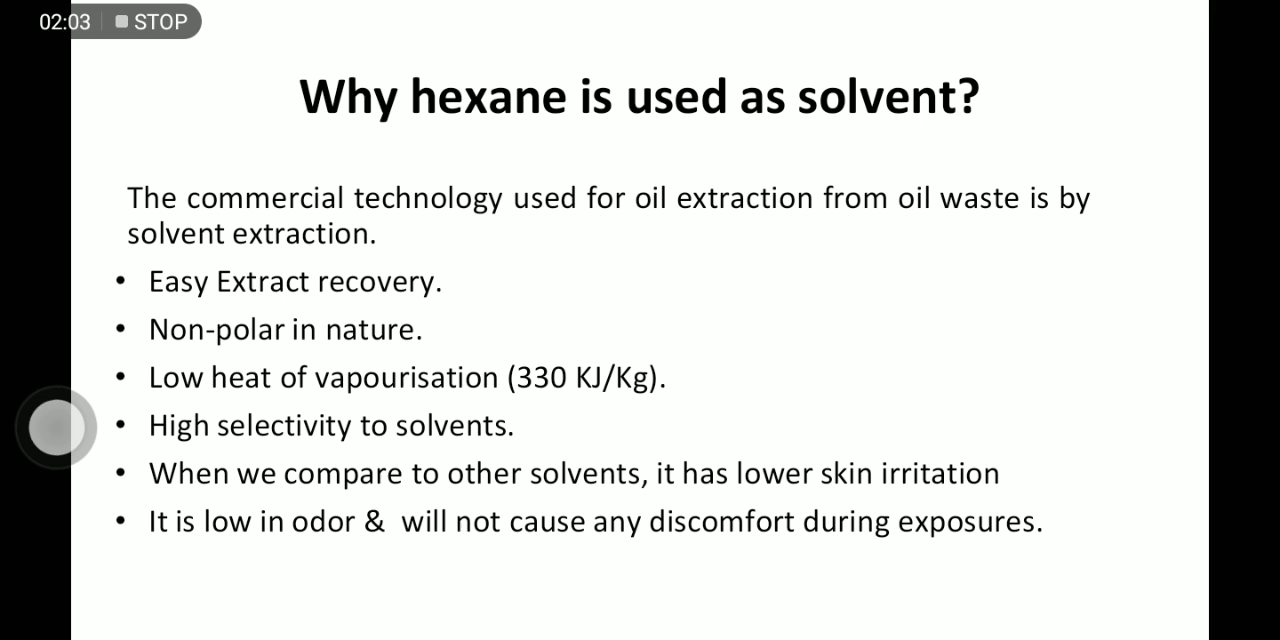 02:03 STOP
Why hexane is used as solvent?
The commercial technology used for oil extraction from oil waste is by
solvent extraction.
• Easy Extract recovery.
• Non-polar in nature.
• Low heat of vapourisation (330 KJ/Kg).
• High selectivity to solvents.
• When we compare to other solvents, it has lower skin irritation
• It is low in odor & will not cause any discomfort during exposures.